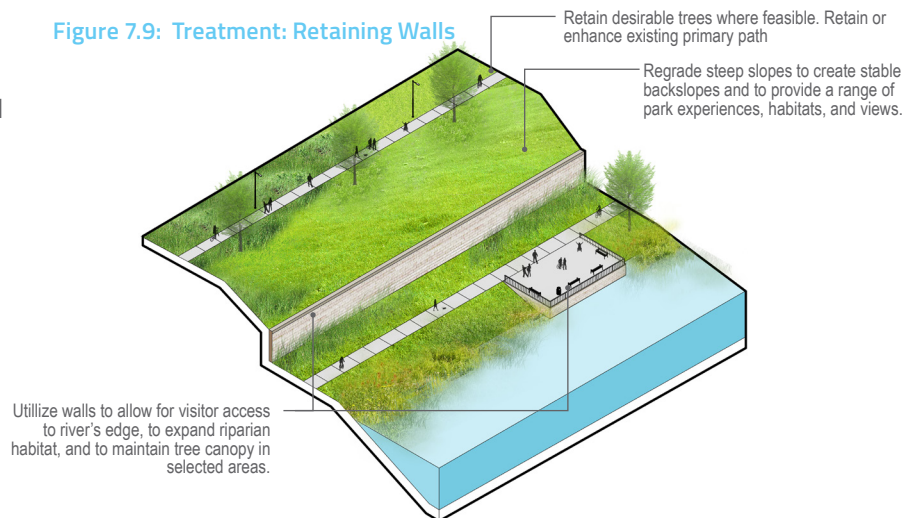 Figure 7.9:  Treatment: Retaining Walls
Retain desirable trees where feasible. Retain or
enhance existing primary path
Regrade steep slopes to create stable
backslopes and to provide a range of
park experiences, habitats, and views.
Utillize walls to allow for visitor access
to river's edge, to expand riparian
habitat, and to maintain tree canopy in
selected areas.